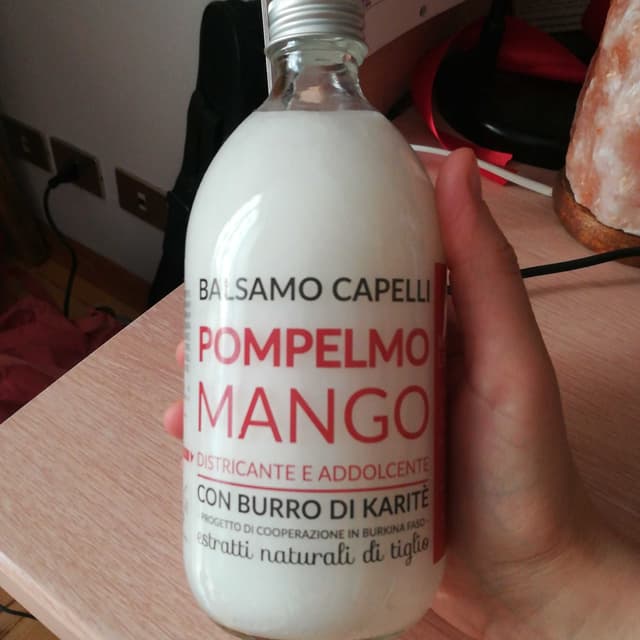 BALSAMO CAPELLI
POMPELMO
MANGO
DISTRICANTE E ADDOLCENTE
CON BURRO DI KARITÈ
- PROGETTO DI COOPERAZIONE IN BURKINA FASO -
estratti naturali di tiglio